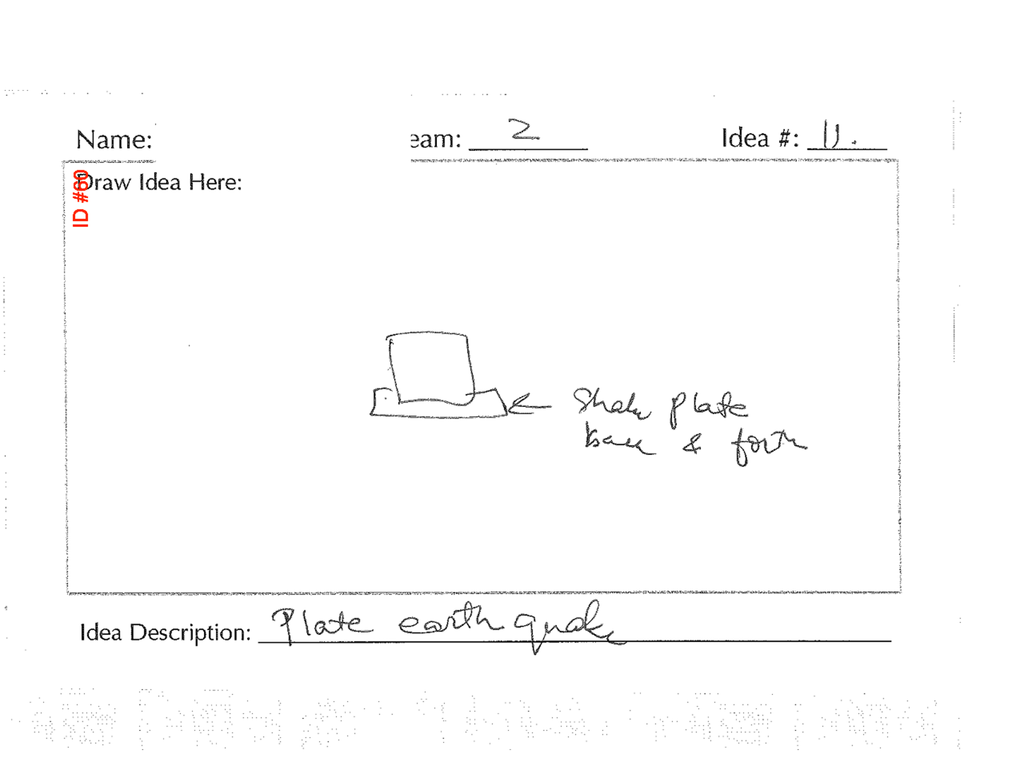 Name:
eam: 2
Idea #: 11.
ID #60
Draw Idea Here:
Shake plate
back & forth
Idea Description: Plate earth quake